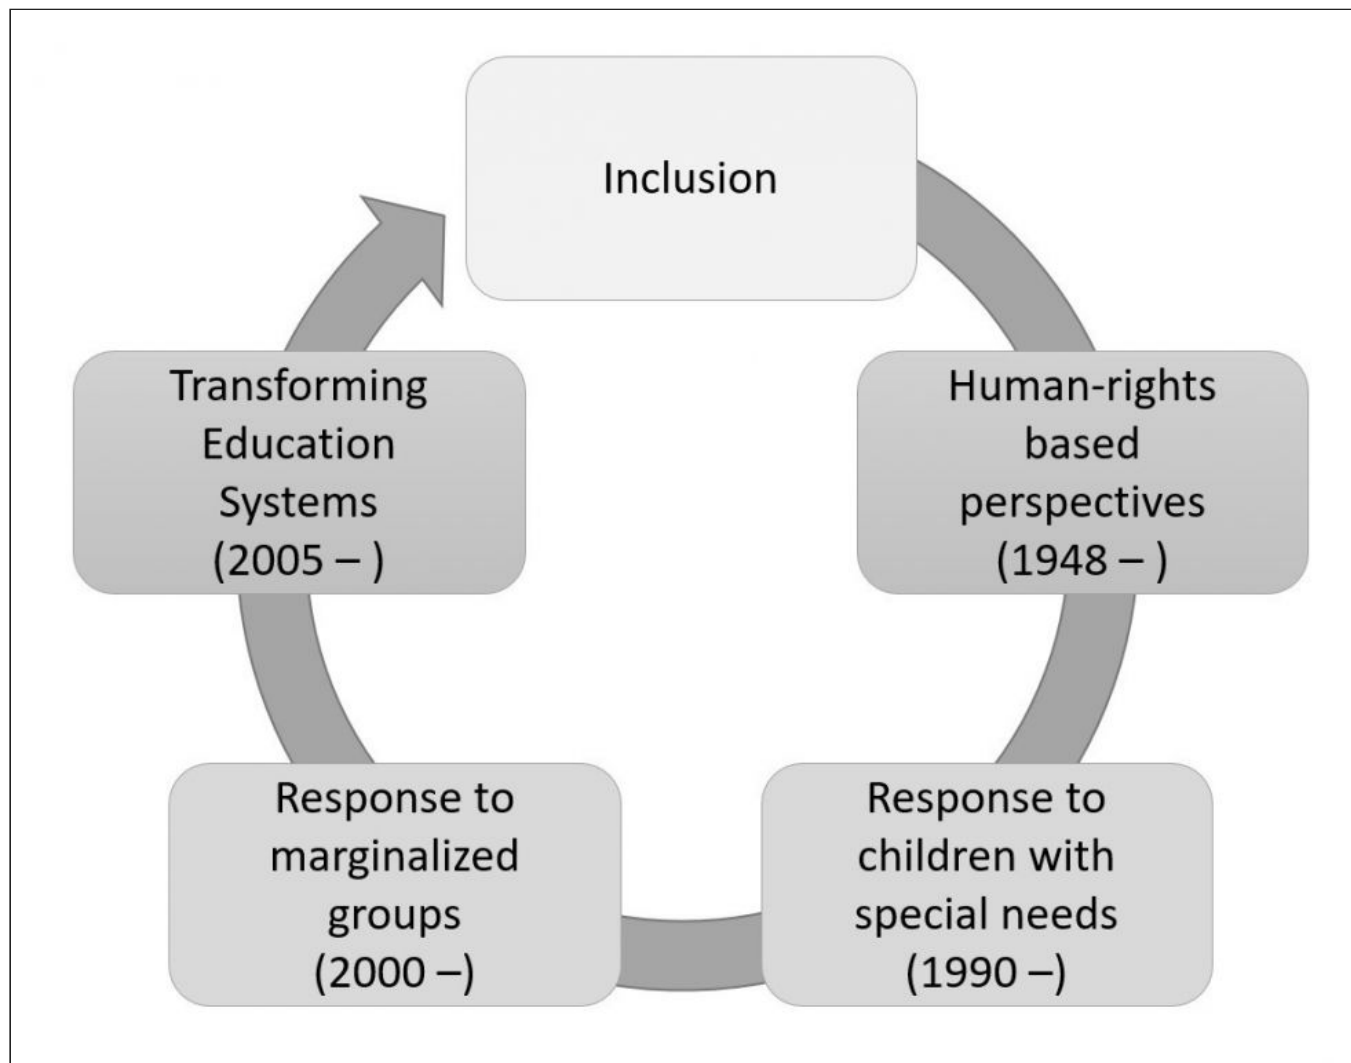 Inclusion
Human-rights
based
perspectives
(1948 – )
Response to
children with
special needs
(1990 –)
Response to
marginalized
groups
(2000 –)
Transforming
Education
Systems
(2005 – )